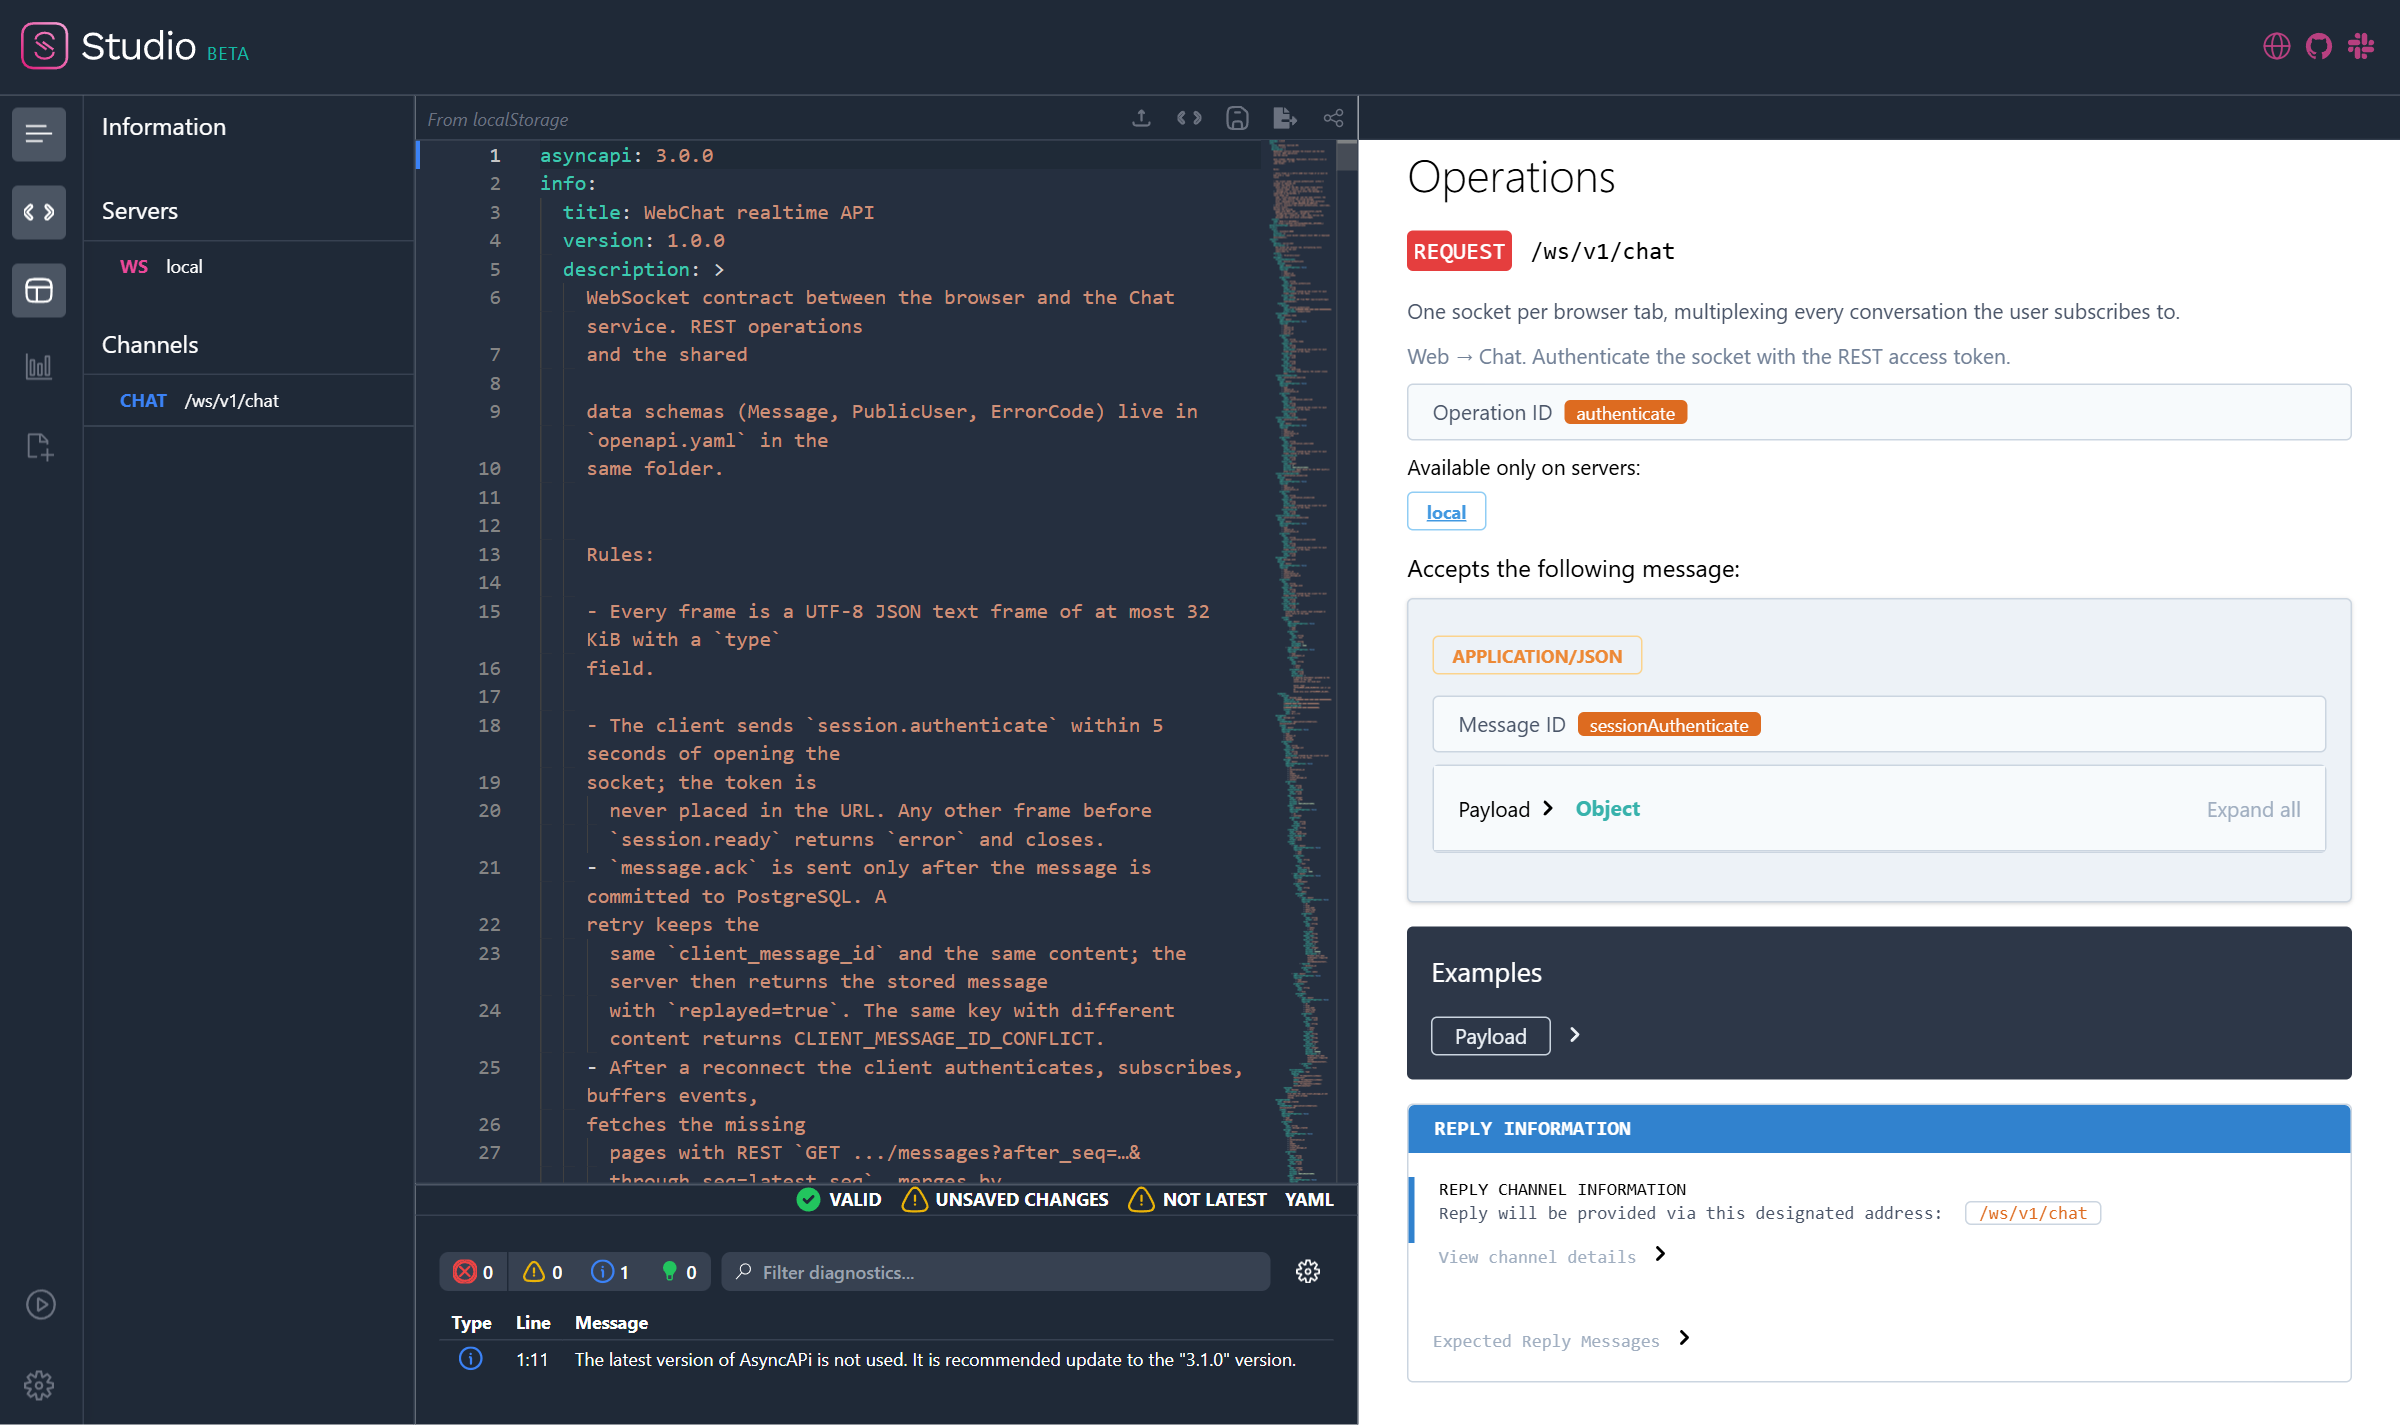 Studio BETA
Information
Servers
WS local
Channels
CHAT /ws/v1/chat
From localStorage
1 asyncapi: 3.0.0
2 info:
3 title: WebChat realtime API
4 version: 1.0.0
5 description: >
6 WebSocket contract between the browser and the Chat
service. REST operations
7 and the shared
8
9 data schemas (Message, PublicUser, ErrorCode) live in
`openapi.yaml` in the
10 same folder.
11
12
13 Rules:
14
15 - Every frame is a UTF-8 JSON text frame of at most 32
KiB with a `type`
16 field.
17
18 - The client sends `session.authenticate` within 5
seconds of opening the
19 socket; the token is
20 never placed in the URL. Any other frame before
`session.ready` returns `error` and closes.
21 - `message.ack` is sent only after the message is
committed to PostgreSQL. A
22 retry keeps the
23 same `client_message_id` and the same content; the
server then returns the stored message
24 with `replayed=true`. The same key with different
content returns CLIENT_MESSAGE_ID_CONFLICT.
25 - After a reconnect the client authenticates, subscribes,
buffers events,
26 fetches the missing
27 pages with REST `GET .../messages?after_seq=…&
through_seq=latest_seq`, merges by
VALID UNSAVED CHANGES NOT LATEST YAML
0 0 1 0 Filter diagnostics...
Type Line Message
1:11 The latest version of AsyncAPi is not used. It is recommended update to the "3.1.0" version.
Operations
REQUEST /ws/v1/chat
One socket per browser tab, multiplexing every conversation the user subscribes to.
Web → Chat. Authenticate the socket with the REST access token.
Operation ID authenticate
Available only on servers:
local
Accepts the following message:
APPLICATION/JSON
Message ID sessionAuthenticate
Payload Object Expand all
Examples
Payload
REPLY INFORMATION
REPLY CHANNEL INFORMATION
Reply will be provided via this designated address: /ws/v1/chat
View channel details
Expected Reply Messages